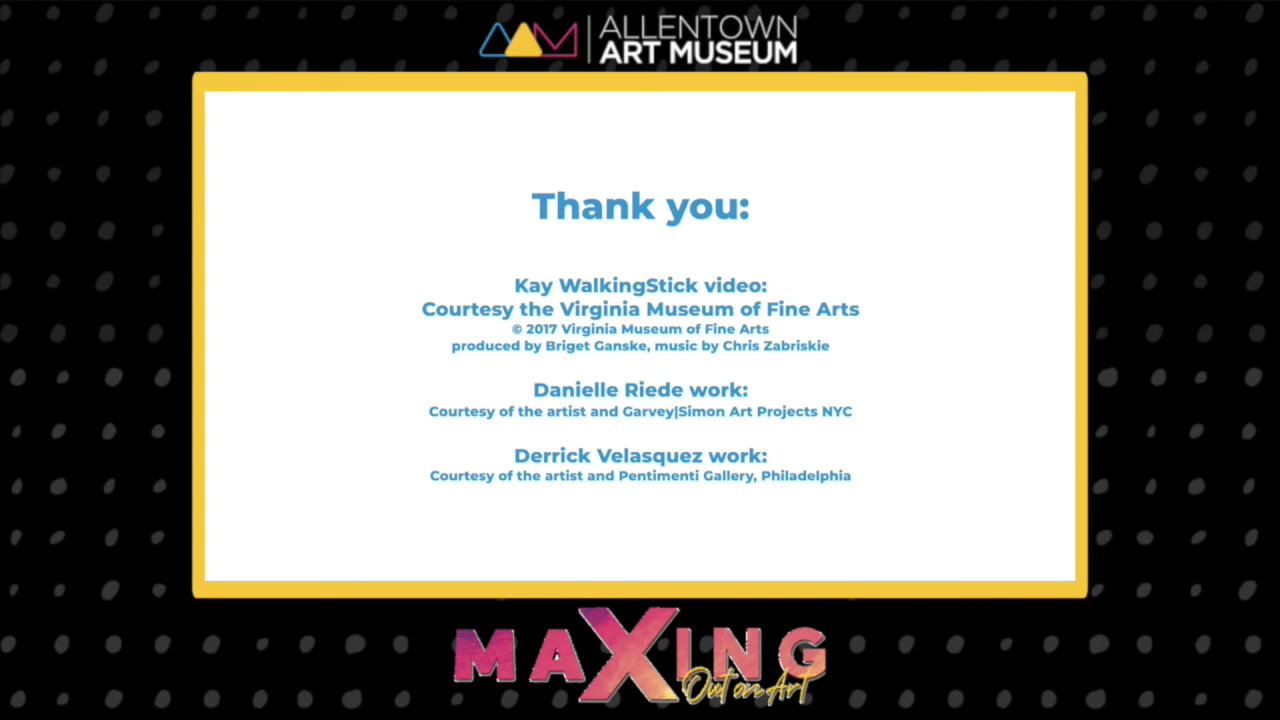 ALLENTOWN
ART MUSEUM
Thank you:
Kay WalkingStick video:
Courtesy the Virginia Museum of Fine Arts
© 2017 Virginia Museum of Fine Arts
produced by Briget Ganske, music by Chris Zabriskie
Danielle Riede work:
Courtesy of the artist and Garvey|Simon Art Projects NYC
Derrick Velasquez work:
Courtesy of the artist and Pentimenti Gallery, Philadelphia
MAXING
Out on Art